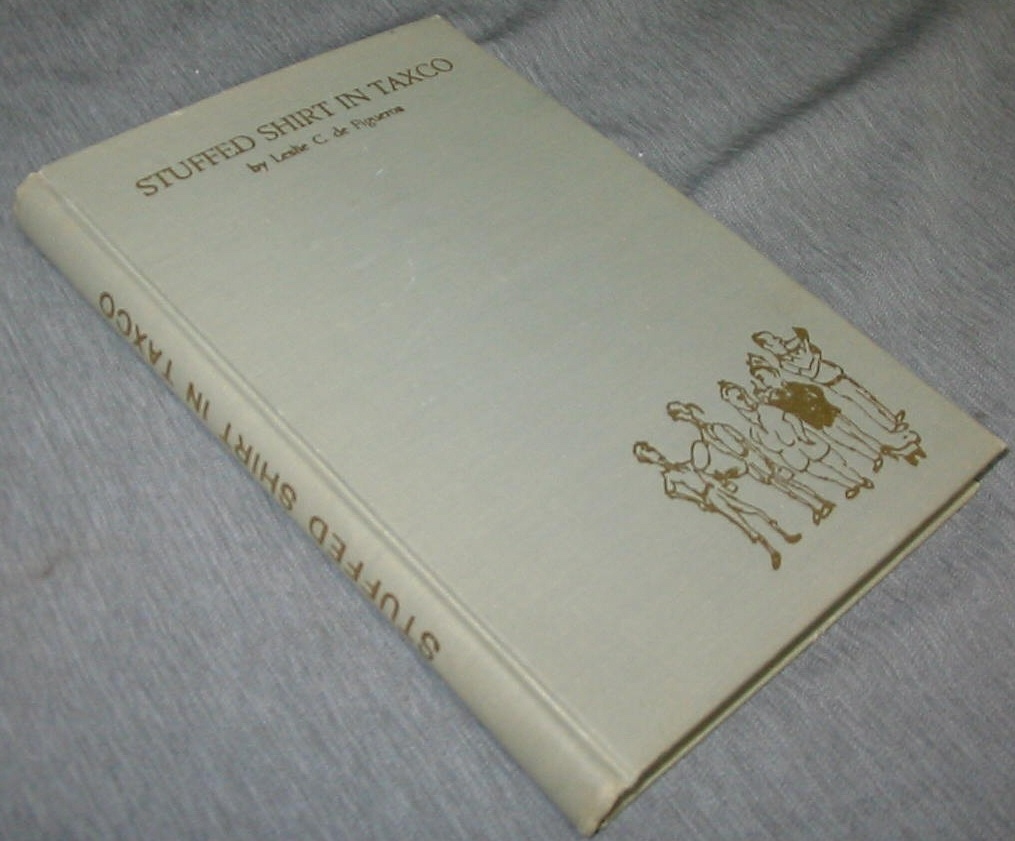 STUFFED SHIRT IN TAXCO
by Leslie C. de Figueroa
STUFFED SHIRT IN TAXCO